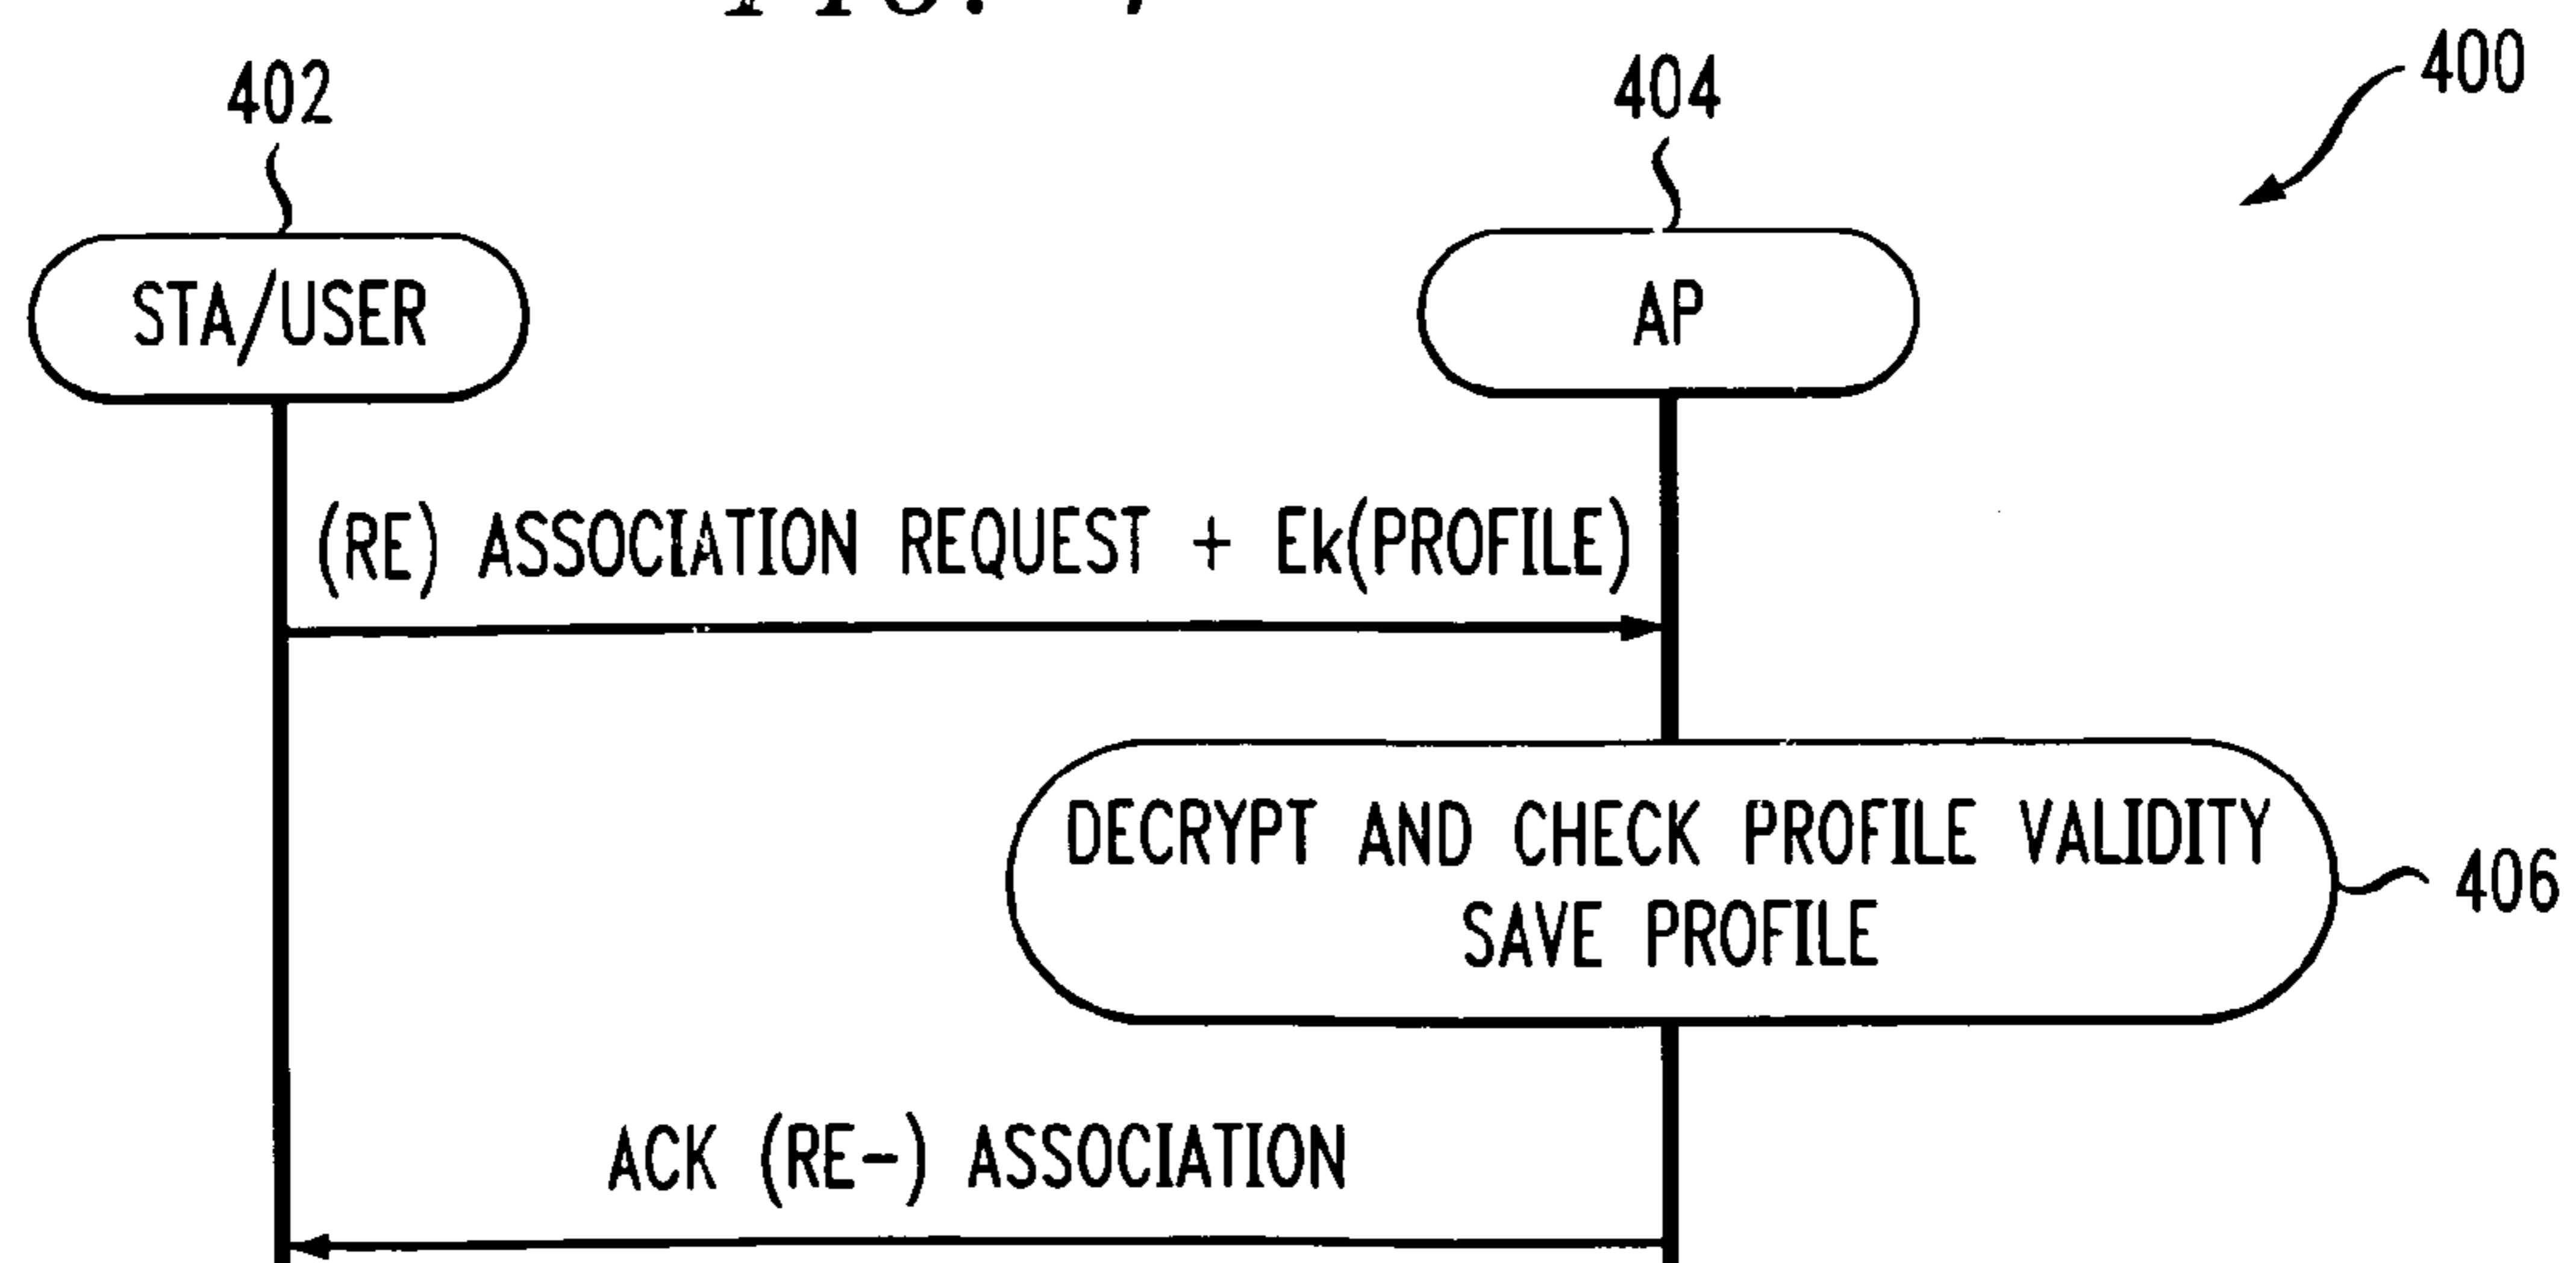 402
404
400
STA/USER
AP
(RE) ASSOCIATION REQUEST + Ek(PROFILE)
DECRYPT AND CHECK PROFILE VALIDITY
SAVE PROFILE
406
ACK (RE-) ASSOCIATION